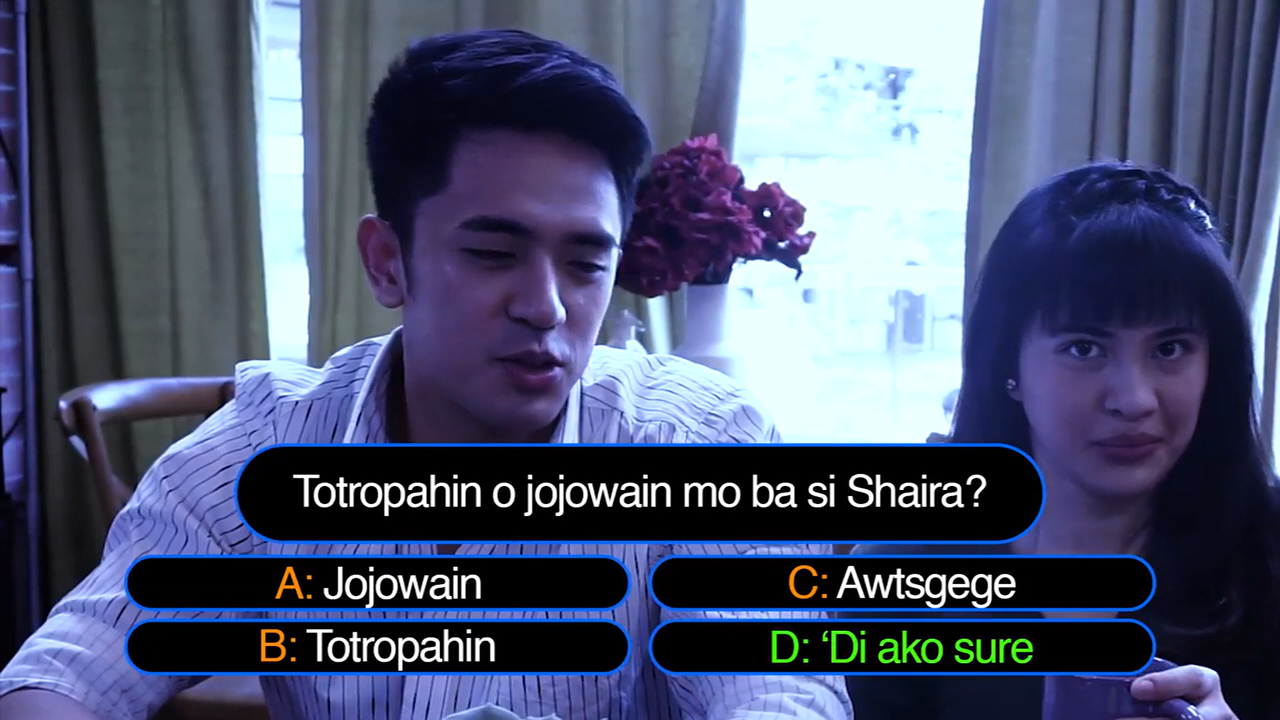 Totropahin o jojowain mo ba si Shaira?
A: Jojowain
C: Awtsgege
B: Totropahin
D: ‘Di ako sure